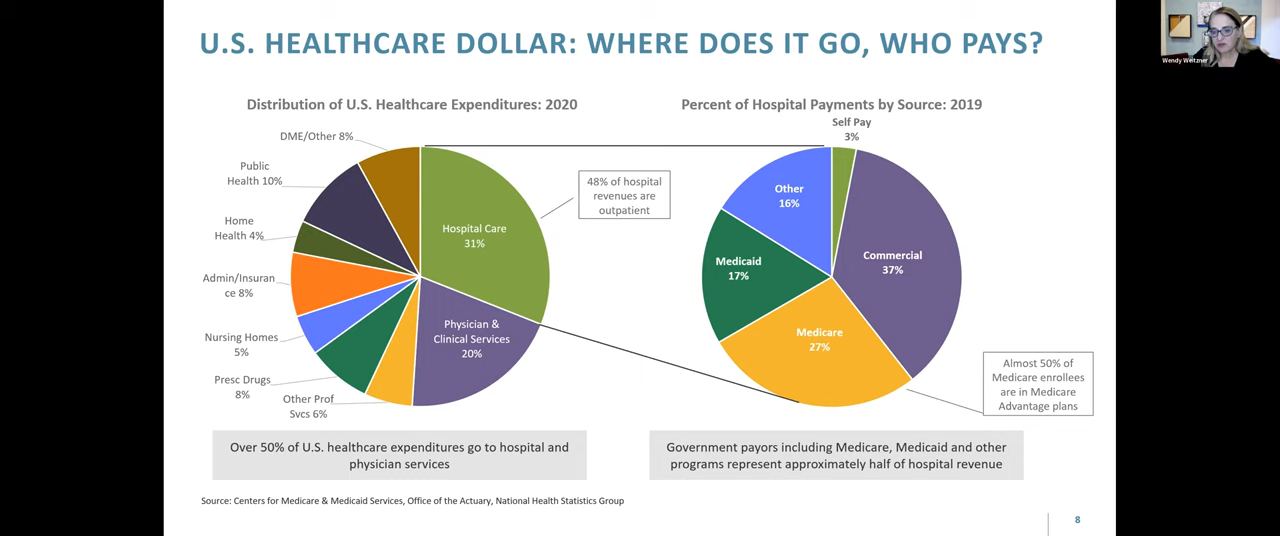 U.S. HEALTHCARE DOLLAR: WHERE DOES IT GO, WHO PAYS?
Wendy Weitzner
Distribution of U.S. Healthcare Expenditures: 2020
DME/Other 8%
Public
Health 10%
Home
Health 4%
Admin/Insuran
ce 8%
Nursing Homes
5%
Presc Drugs
8%
Other Prof
Svcs 6%
Hospital Care
31%
Physician &
Clinical Services
20%
48% of hospital
revenues are
outpatient
Over 50% of U.S. healthcare expenditures go to hospital and
physician services
Percent of Hospital Payments by Source: 2019
Self Pay
3%
Other
16%
Commercial
37%
Medicaid
17%
Medicare
27%
Almost 50% of
Medicare enrollees
are in Medicare
Advantage plans
Government payors including Medicare, Medicaid and other
programs represent approximately half of hospital revenue
Source: Centers for Medicare & Medicaid Services, Office of the Actuary, National Health Statistics Group
8